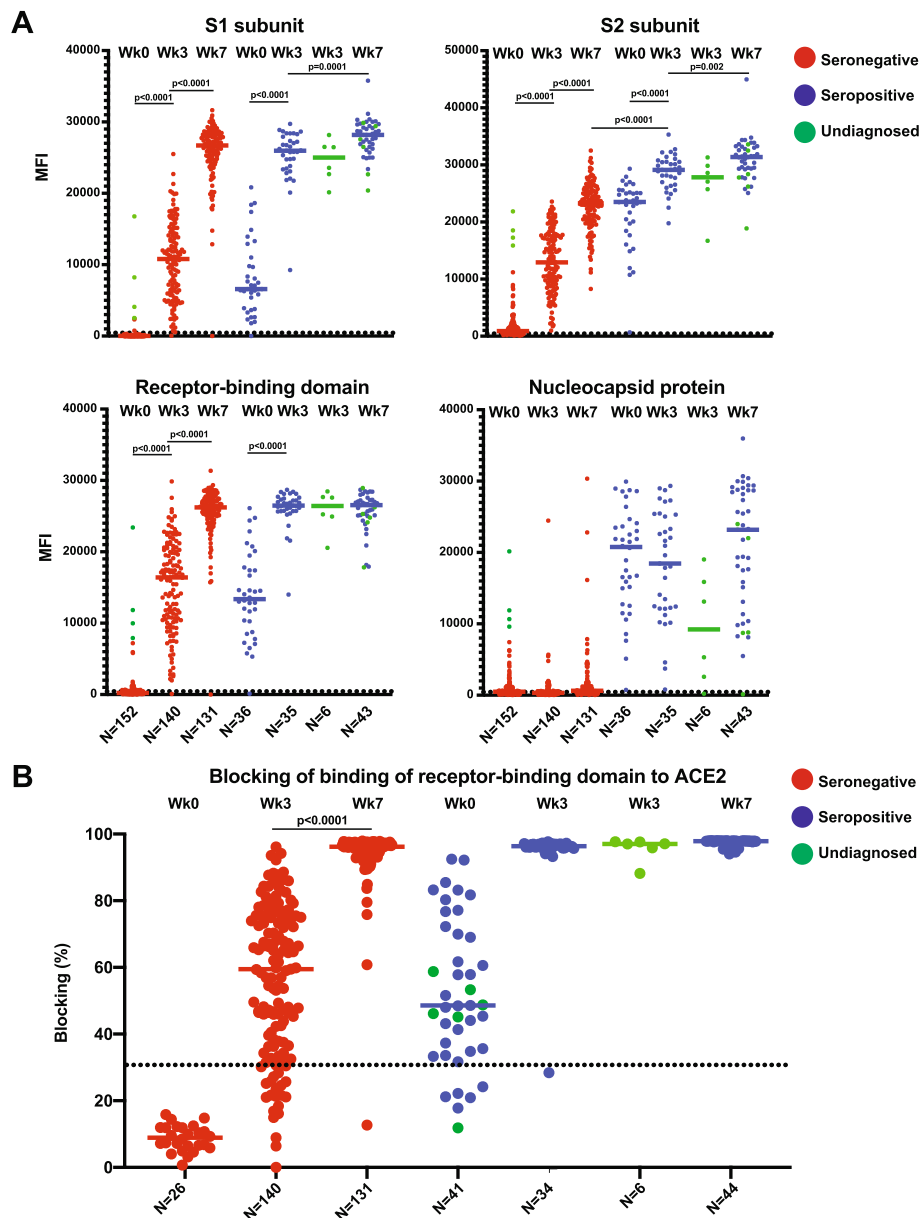 A
S1 subunit
Wk0 Wk3 Wk7 Wk0 Wk3 Wk3 Wk7
p=0.0001
p<0.0001
p<0.0001
p<0.0001
MFI
40000
30000
20000
10000
0
S2 subunit
Wk0 Wk3 Wk7 Wk0 Wk3 Wk3 Wk7
p=0.002
p<0.0001
p<0.0001
p<0.0001
p<0.0001
50000
40000
30000
20000
10000
0
Seronegative
Seropositive
Undiagnosed
Receptor-binding domain
Wk0 Wk3 Wk7 Wk0 Wk3 Wk3 Wk7
p<0.0001
p<0.0001
p<0.0001
MFI
40000
30000
20000
10000
0
N=152 N=140 N=131 N=36 N=35 N=6 N=43
Nucleocapsid protein
Wk0 Wk3 Wk7 Wk0 Wk3 Wk3 Wk7
40000
30000
20000
10000
0
N=152 N=140 N=131 N=36 N=35 N=6 N=43
B
Blocking of binding of receptor-binding domain to ACE2
Wk0 Wk3 Wk7 Wk0 Wk3 Wk3 Wk7
p<0.0001
Blocking (%)
100
80
60
40
20
0
N=26 N=140 N=131 N=41 N=34 N=6 N=44
Seronegative
Seropositive
Undiagnosed